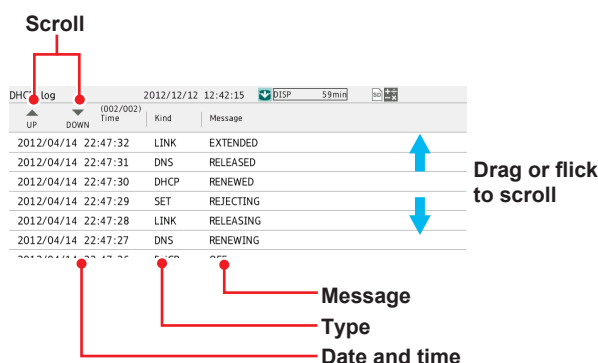 Scroll
DHCP log 2012/12/12 12:42:15 DISP 59min SD
UP DOWN (002/002) Time Kind Message
2012/04/14 22:47:32 LINK EXTENDED
2012/04/14 22:47:31 DNS RELEASED
2012/04/14 22:47:30 DHCP RENEWED
2012/04/14 22:47:29 SET REJECTING
2012/04/14 22:47:28 LINK RELEASING
2012/04/14 22:47:27 DNS RENEWING
Drag or flick
to scroll
Message
Type
Date and time